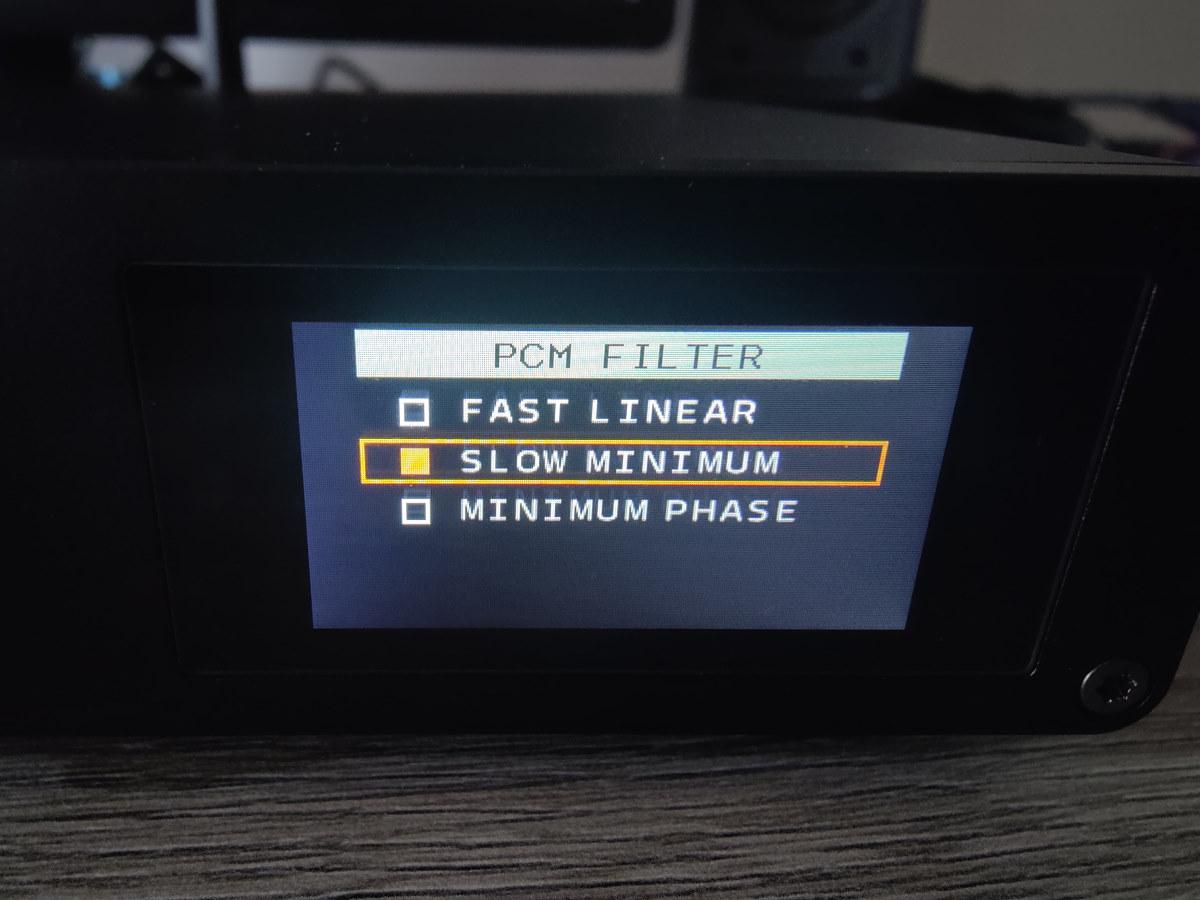 PCM FILTER
FAST LINEAR
SLOW MINIMUM
MINIMUM PHASE